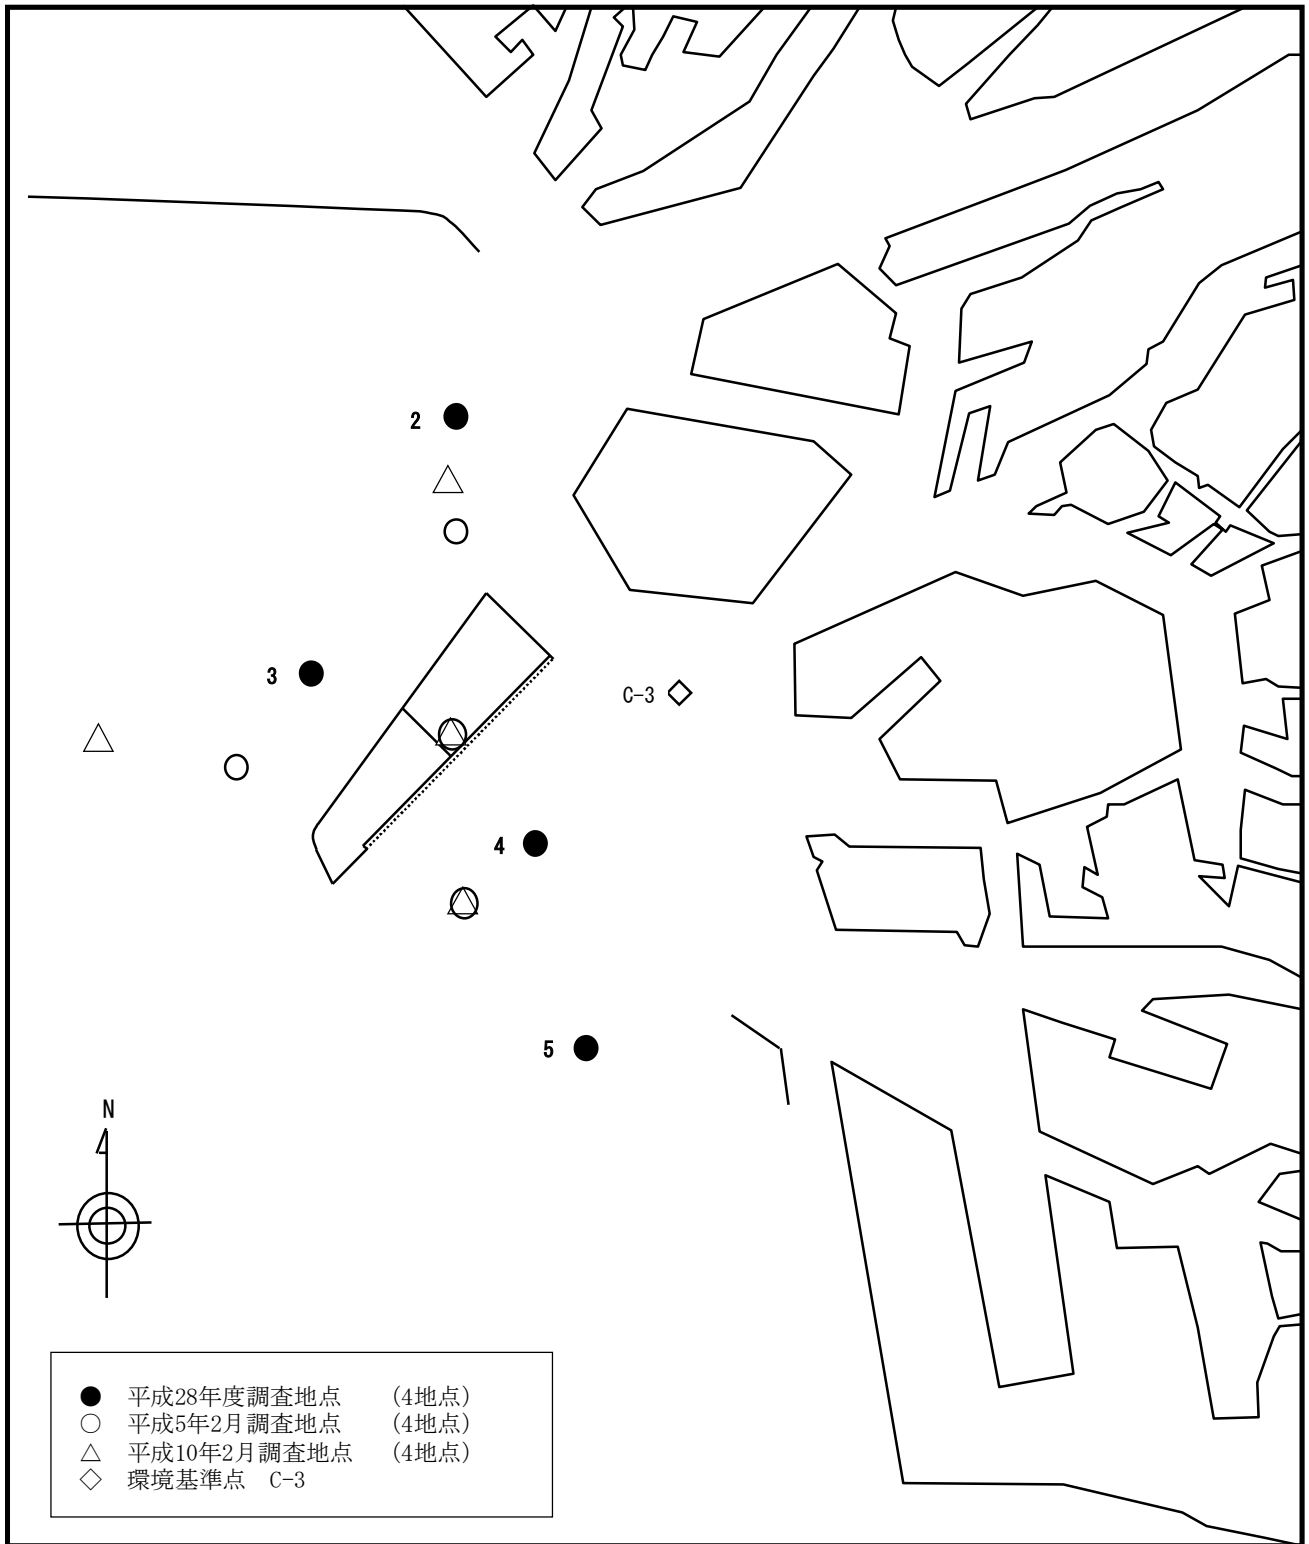 2
3
C-3
4
5
N
● 平成28年度調査地点 (4地点)
○ 平成5年2月調査地点 (4地点)
△ 平成10年2月調査地点 (4地点)
◇ 環境基準点 C-3